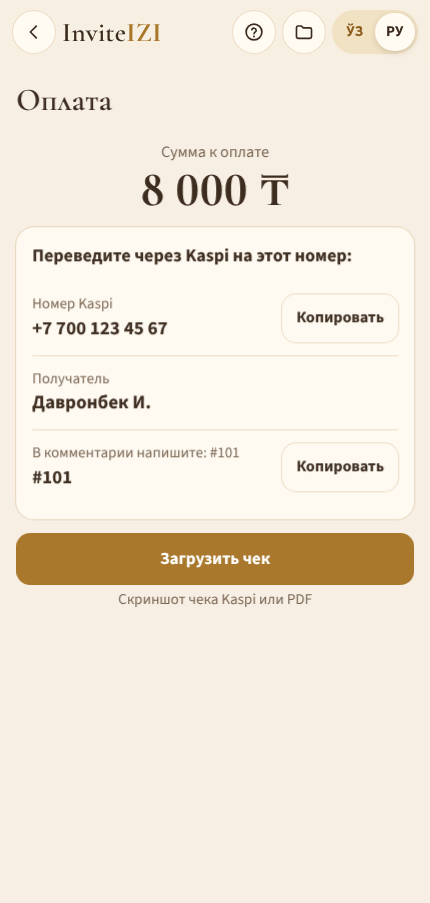 InviteIZI
ЎЗ
РУ
Оплата
Сумма к оплате
8 000 ₸
Переведите через Kaspi на этот номер:
Номер Kaspi
+7 700 123 45 67
Копировать
Получатель
Давронбек И.
В комментарии напишите: #101
#101
Копировать
Загрузить чек
Скриншот чека Kaspi или PDF